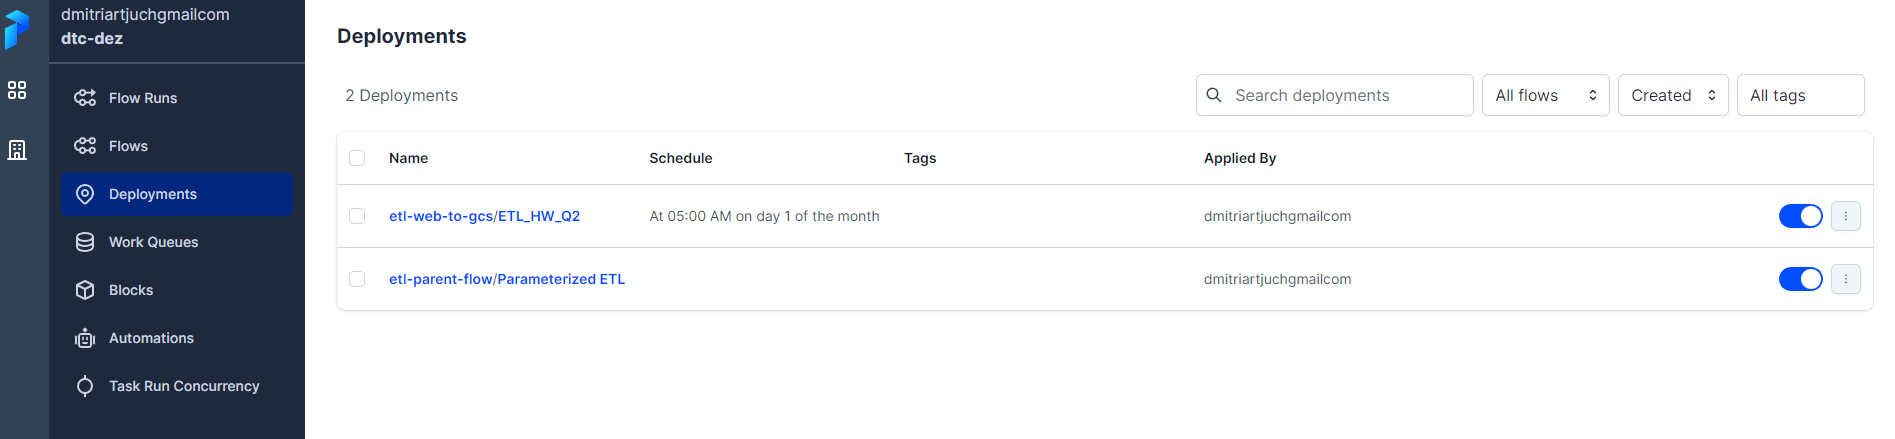 dmitriartjuchgmailcom
dtc-dez
Flow Runs
Flows
Deployments
Work Queues
Blocks
Automations
Task Run Concurrency
Deployments
2 Deployments
Search deployments
All flows
Created
All tags
Name Schedule Tags Applied By
etl-web-to-gcs/ETL_HW_Q2 At 05:00 AM on day 1 of the month dmitriartjuchgmailcom
etl-parent-flow/Parameterized ETL dmitriartjuchgmailcom